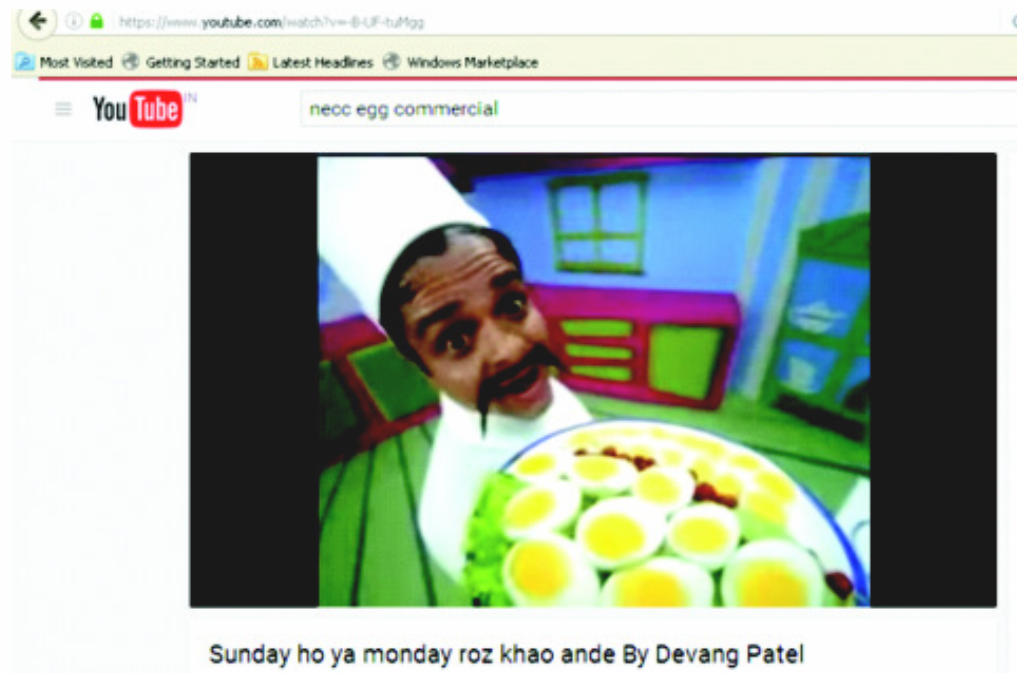 https://www.youtube.com/watch?v=-B-UF-tuMgg
Most Visited Getting Started Latest Headlines Windows Marketplace
YouTube IN
necc egg commercial
Sunday ho ya monday roz khao ande By Devang Patel